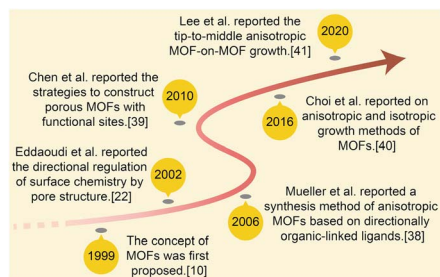 Lee et al. reported the
tip-to-middle anisotropic
MOF-on-MOF growth.[41]
2020
Chen et al. reported the
strategies to construct
porous MOFs with
functional sites.[39]
2010
2016
Choi et al. reported on
anisotropic and isotropic
growth methods of
MOFs.[40]
Eddaoudi et al. reported
the directional regulation
of surface chemistry by
pore structure.[22]
2002
2006
Mueller et al. reported a
synthesis method of anisotropic
MOFs based on directionally
organic-linked ligands.[38]
1999
The concept of
MOFs was first
proposed.[10]